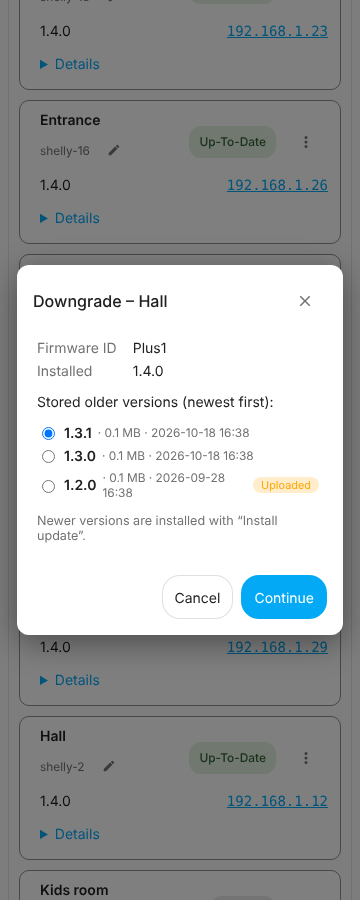 1.4.0 192.168.1.23
Details
Entrance
Up-To-Date
shelly-16
1.4.0 192.168.1.26
Details
Downgrade – Hall
Firmware ID Plus1
Installed 1.4.0
Stored older versions (newest first):
1.3.1 · 0.1 MB · 2026-10-18 16:38
1.3.0 · 0.1 MB · 2026-10-18 16:38
1.2.0 · 0.1 MB · 2026-09-28
16:38
Uploaded
Newer versions are installed with “Install
update”.
Cancel Continue
1.4.0 192.168.1.29
Details
Hall
Up-To-Date
shelly-2
1.4.0 192.168.1.12
Details
Kids room